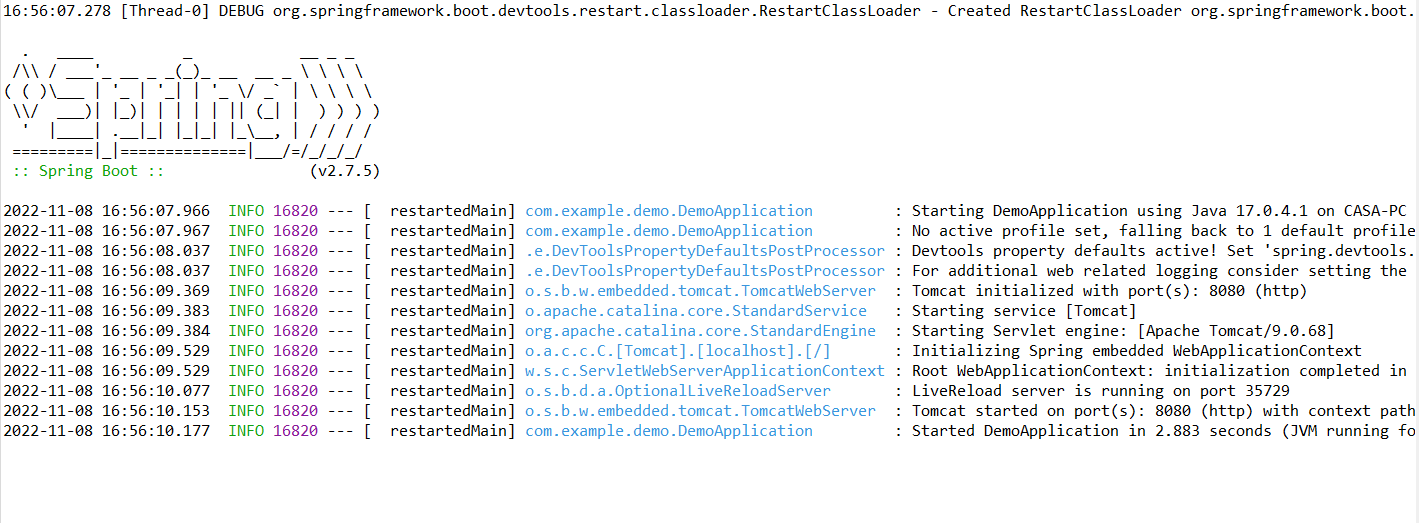 16:56:07.278 [Thread-0] DEBUG org.springframework.boot.devtools.restart.classloader.RestartClassLoader - Created RestartClassLoader org.springframework.boot.
  .   ____          _            __ _ _
 /\\ / ___'_ __ _ _(_)_ __  __ _ \ \ \ \
( ( )\___ | '_ | '_| | '_ \/ _` | \ \ \ \
 \\/  ___)| |_)| | | | | || (_| |  ) ) ) )
  '  |____| .__|_| |_|_| |_\__, | / / / /
 =========|_|==============|___/=/_/_/_/
 :: Spring Boot ::                (v2.7.5)
2022-11-08 16:56:07.966  INFO 16820 --- [  restartedMain] com.example.demo.DemoApplication         : Starting DemoApplication using Java 17.0.4.1 on CASA-PC
2022-11-08 16:56:07.967  INFO 16820 --- [  restartedMain] com.example.demo.DemoApplication         : No active profile set, falling back to 1 default profile
2022-11-08 16:56:08.037  INFO 16820 --- [  restartedMain] .e.DevToolsPropertyDefaultsPostProcessor : Devtools property defaults active! Set 'spring.devtools.
2022-11-08 16:56:08.037  INFO 16820 --- [  restartedMain] .e.DevToolsPropertyDefaultsPostProcessor : For additional web related logging consider setting the
2022-11-08 16:56:09.369  INFO 16820 --- [  restartedMain] o.s.b.w.embedded.tomcat.TomcatWebServer  : Tomcat initialized with port(s): 8080 (http)
2022-11-08 16:56:09.383  INFO 16820 --- [  restartedMain] o.apache.catalina.core.StandardService   : Starting service [Tomcat]
2022-11-08 16:56:09.384  INFO 16820 --- [  restartedMain] org.apache.catalina.core.StandardEngine  : Starting Servlet engine: [Apache Tomcat/9.0.68]
2022-11-08 16:56:09.529  INFO 16820 --- [  restartedMain] o.a.c.c.C.[Tomcat].[localhost].[/]       : Initializing Spring embedded WebApplicationContext
2022-11-08 16:56:09.529  INFO 16820 --- [  restartedMain] w.s.c.ServletWebServerApplicationContext : Root WebApplicationContext: initialization completed in
2022-11-08 16:56:10.077  INFO 16820 --- [  restartedMain] o.s.b.d.a.OptionalLiveReloadServer       : LiveReload server is running on port 35729
2022-11-08 16:56:10.153  INFO 16820 --- [  restartedMain] o.s.b.w.embedded.tomcat.TomcatWebServer  : Tomcat started on port(s): 8080 (http) with context path
2022-11-08 16:56:10.177  INFO 16820 --- [  restartedMain] com.example.demo.DemoApplication         : Started DemoApplication in 2.883 seconds (JVM running fo